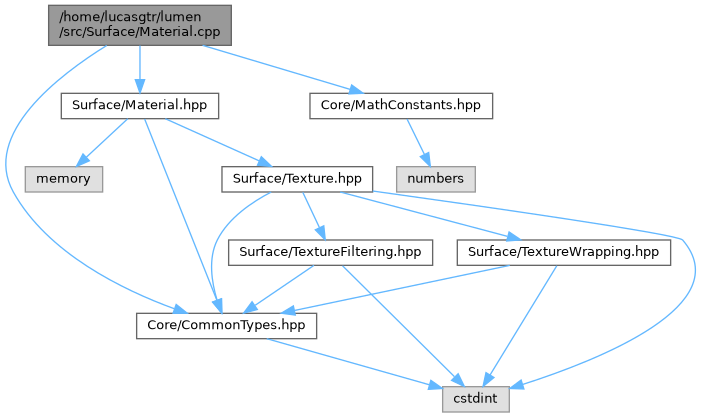 /home/lucasgtr/lumen
/src/Surface/Material.cpp
Surface/Material.hpp
Core/MathConstants.hpp
memory
Surface/Texture.hpp
numbers
Surface/TextureFiltering.hpp
Surface/TextureWrapping.hpp
Core/CommonTypes.hpp
cstdint